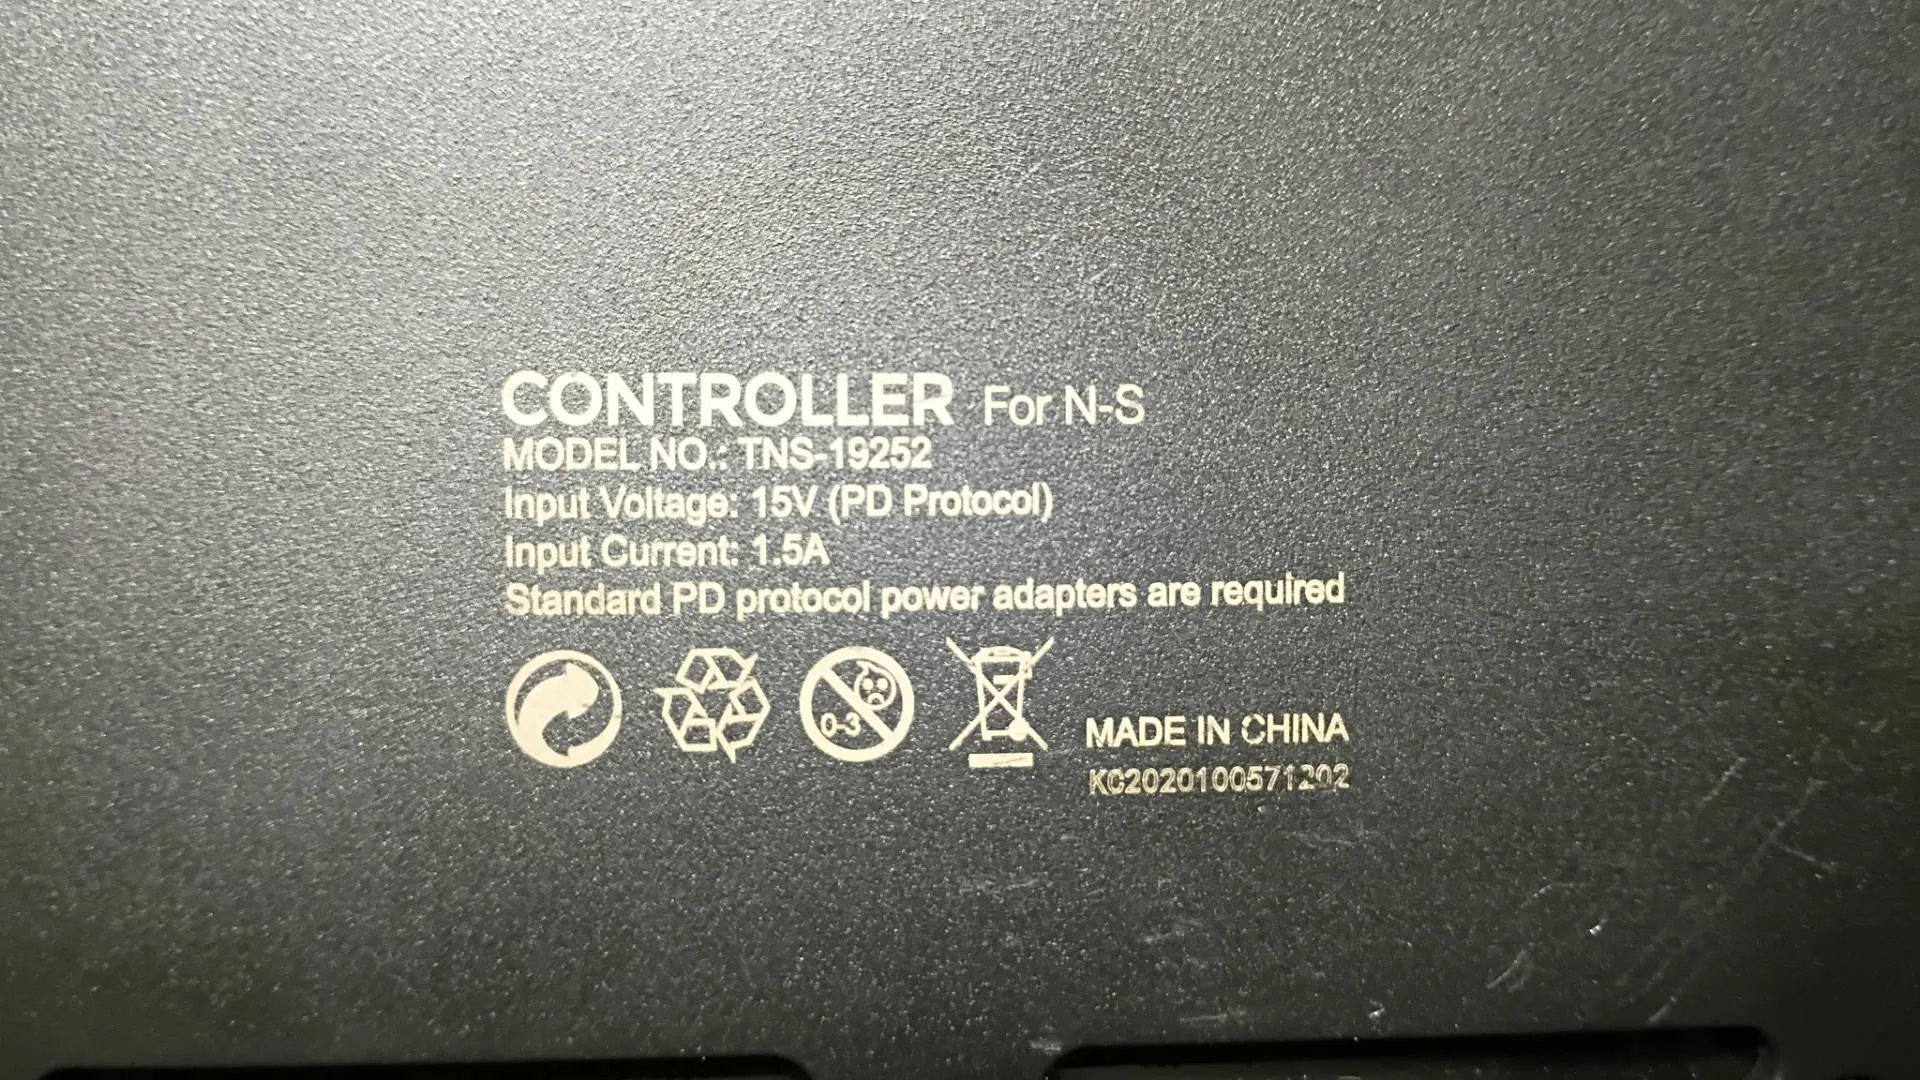 CONTROLLER For N-S
MODEL NO.: TNS-19252
Input Voltage: 15V (PD Protocol)
Input Current: 1.5A
Standard PD protocol power adapters are required
0-3
MADE IN CHINA
KC2020100571202